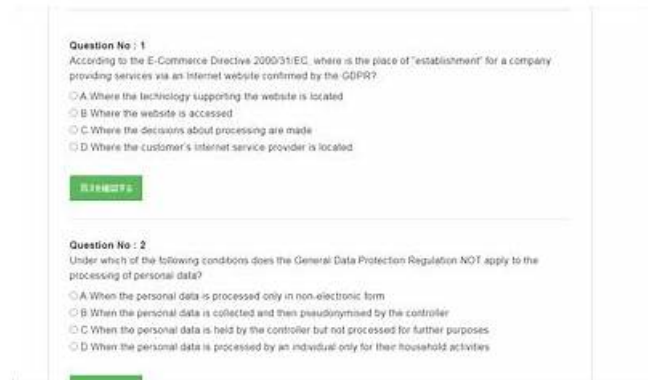 Question No : 1
According to the E-Commerce Directive 2000/31/EC, where is the place of "establishment" for a company
providing services via an Internet website confirmed by the GDPR?
A Where the technology supporting the website is located
B Where the website is accessed
C Where the decisions about processing are made
D Where the customer's Internet service provider is located
Question No : 2
Under which of the following conditions does the General Data Protection Regulation NOT apply to the
processing of personal data?
A When the personal data is processed only in non-electronic form
B When the personal data is collected and then pseudonymised by the controller
C When the personal data is held by the controller but not processed for further purposes
D When the personal data is processed by an individual only for their household activities